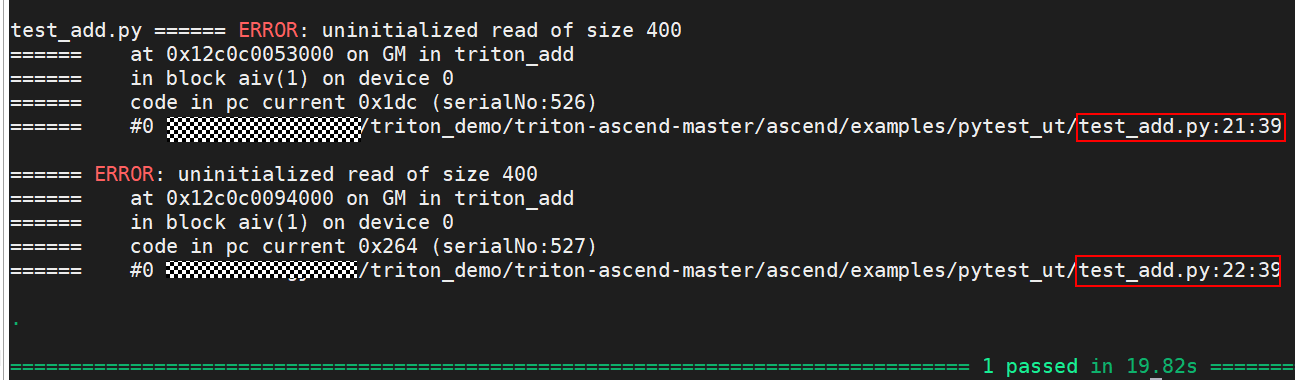 test_add.py ====== ERROR: uninitialized read of size 400
====== at 0x12c0c0053000 on GM in triton_add
====== in block aiv(1) on device 0
====== code in pc current 0x1dc (serialNo:526)
====== #0 /triton_demo/triton-ascend-master/ascend/examples/pytest_ut/test_add.py:21:39
====== ERROR: uninitialized read of size 400
====== at 0x12c0c0094000 on GM in triton_add
====== in block aiv(1) on device 0
====== code in pc current 0x264 (serialNo:527)
====== #0 /triton_demo/triton-ascend-master/ascend/examples/pytest_ut/test_add.py:22:39
.
================================================================================ 1 passed in 19.82s =======